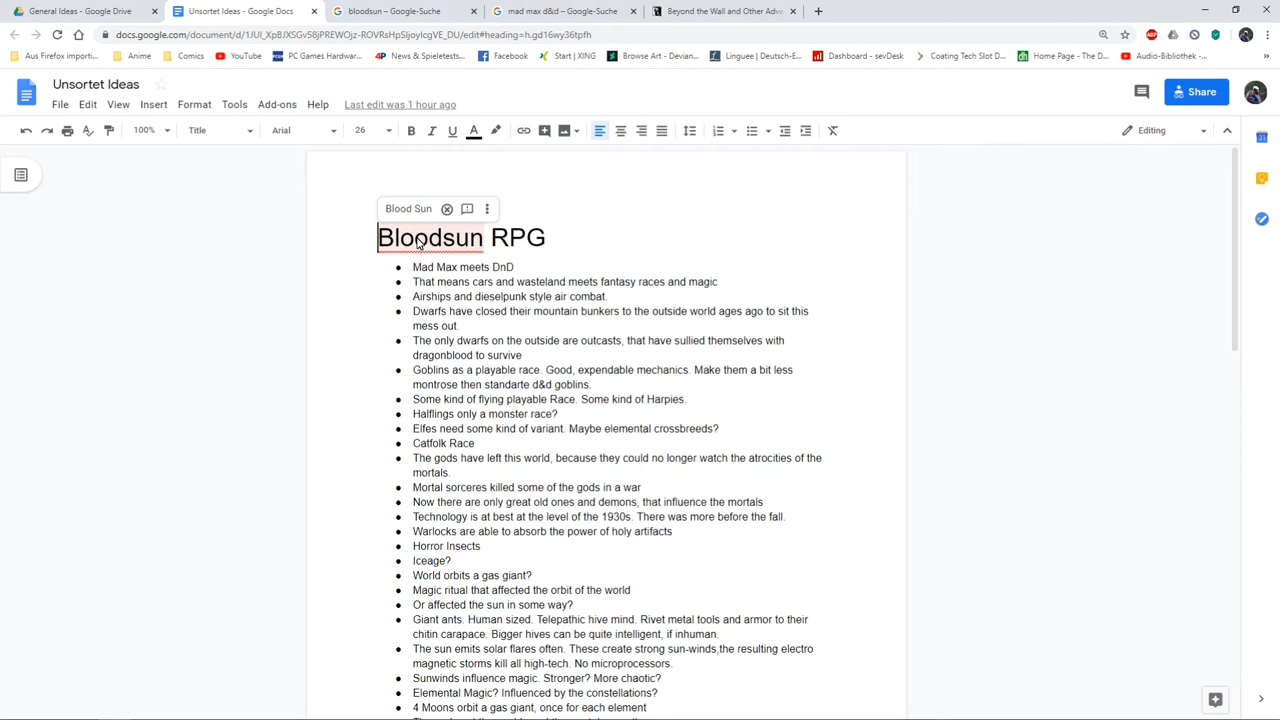 General Ideas - Google Drive
Unsortet Ideas - Google Docs
bloodsun – Google-Suche
mad max d&d – Google-Suche
Beyond the Wall and Other Adve
docs.google.com/document/d/1JUI_XpBJXSGv58jPREWOjz-ROVRsHpSljoylcgVE_DU/edit#heading=h.gd16wy36tpfh
Aus Firefox importi...
Anime
Comics
YouTube
PC Games Hardwar...
News & Spieletests...
Facebook
Start | XING
Browse Art - Devian...
Linguee | Deutsch-E...
Dashboard - sevDesk
Coating Tech Slot D...
Home Page - The D...
Audio-Bibliothek -...
Unsortet Ideas
File Edit View Insert Format Tools Add-ons Help Last edit was 1 hour ago
Share
100% Title Arial 26 Editing
Blood Sun
Bloodsun RPG
Mad Max meets DnD
That means cars and wasteland meets fantasy races and magic
Airships and dieselpunk style air combat.
Dwarfs have closed their mountain bunkers to the outside world ages ago to sit this
mess out.
The only dwarfs on the outside are outcasts, that have sullied themselves with
dragonblood to survive
Goblins as a playable race. Good, expendable mechanics. Make them a bit less
montrose then standarte d&d goblins.
Some kind of flying playable Race. Some kind of Harpies.
Halflings only a monster race?
Elfes need some kind of variant. Maybe elemental crossbreeds?
Catfolk Race
The gods have left this world, because they could no longer watch the atrocities of the
mortals.
Mortal sorceres killed some of the gods in a war
Now there are only great old ones and demons, that influence the mortals
Technology is at best at the level of the 1930s. There was more before the fall.
Warlocks are able to absorb the power of holy artifacts
Horror Insects
Iceage?
World orbits a gas giant?
Magic ritual that affected the orbit of the world
Or affected the sun in some way?
Giant ants. Human sized. Telepathic hive mind. Rivet metal tools and armor to their
chitin carapace. Bigger hives can be quite intelligent, if inhuman.
The sun emits solar flares often. These create strong sun-winds,the resulting electro
magnetic storms kill all high-tech. No microprocessors.
Sunwinds influence magic. Stronger? More chaotic?
Elemental Magic? Influenced by the constellations?
4 Moons orbit a gas giant, once for each element